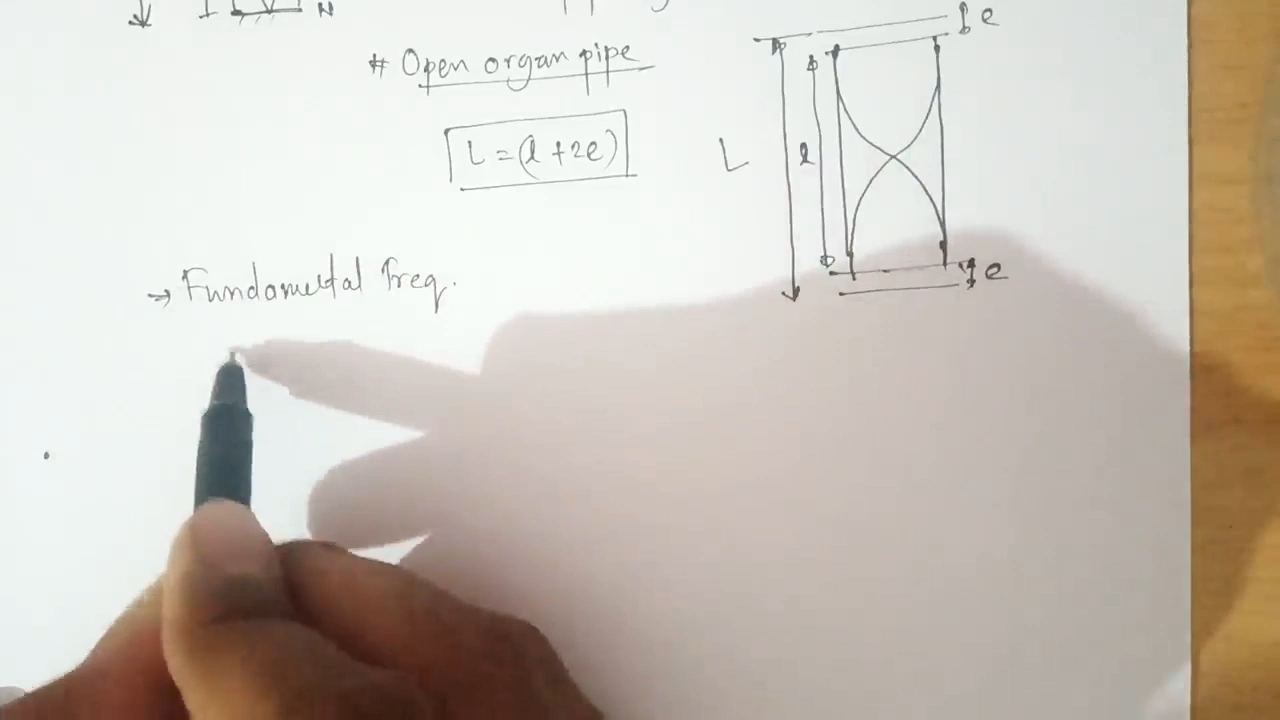 N
e
# Open organ pipe
L = (l + 2e)
L
l
e
→ Fundamental freq.